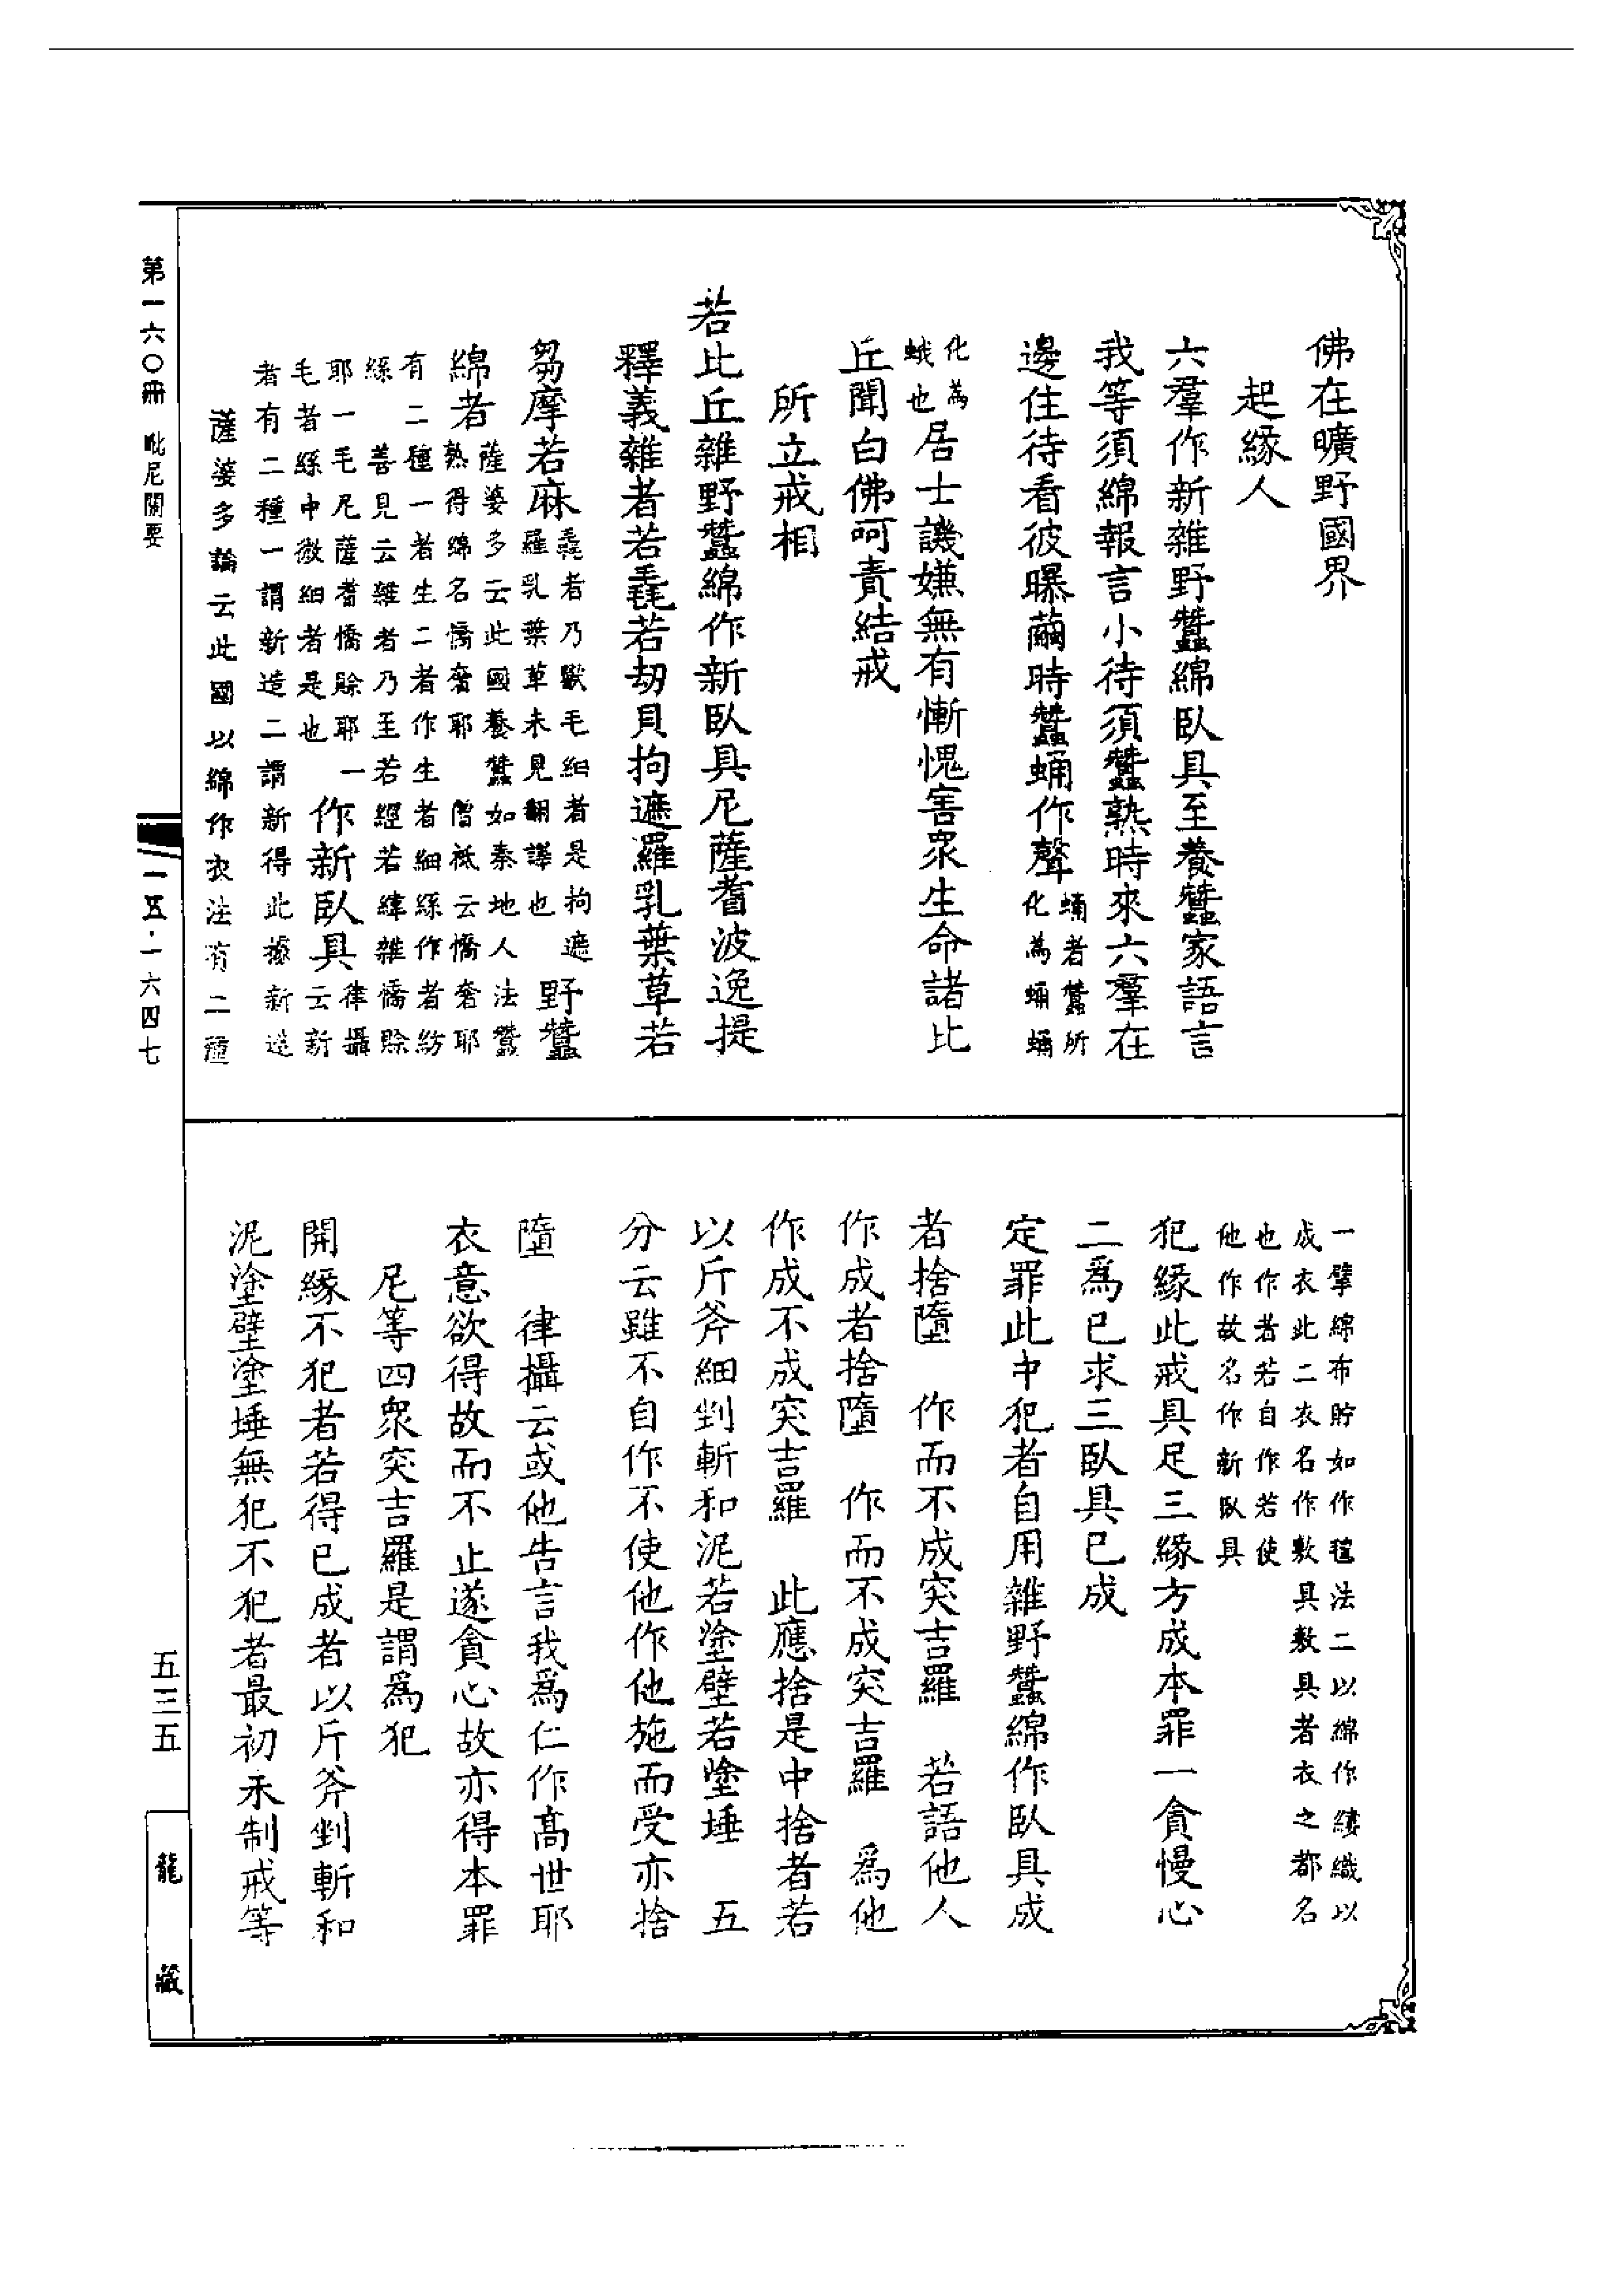 佛在曠野國界
起緣人
六羣作新雜野蠶綿臥具至養蠶家語言
我等須綿報言小待須蠶熟時來六羣在
邊住待看彼曝繭時蠶蛹作聲蛹者蠶所化為蛹蛹
化為蛾也居士譏嫌無有慚愧害眾生命諸比
丘聞白佛呵責結戒
所立戒相
若比丘雜野蠶綿作新臥具尼薩耆波逸提
釋義雜者若毳若劫貝拘遮羅乳葉草若
芻摩若麻毳者乃獸毛細者是拘遮羅乳葉草未見翻譯也野蠶
綿者薩婆多云此國養蠶如秦地人法蠶熟得綿名憍奢耶 僧祇云憍奢耶
有二種一者生二者作生者細絲作者紡絲 善見云雜者乃至若經若緯雜憍賒
耶一毛尼薩耆憍賒耶一毛者絲中微細者是也作新臥具律攝云新
者有二種一謂新造二謂新得此據新造
薩婆多論云此國以綿作衣法有二種
一擘綿布貯如作氊法二以綿作縷織以
成衣此二衣名作敷具敷具者衣之都名
也作者若自作若使
他作故名作新臥具
犯緣此戒具足三緣方成本罪一貪慢心
二爲己求三臥具已成
定罪此中犯者自用雜野蠶綿作臥具成
者捨墮 作而不成突吉羅 若語他人
作成者捨墮 作而不成突吉羅 爲他
作成不成突吉羅 此應捨是中捨者若
以斤斧細剉斬和泥若塗壁若塗埵 五
分云雖不自作不使他作他施而受亦捨
墮 律攝云或他告言我爲仁作高世耶
衣意欲得故而不止遂貪心故亦得本罪
尼等四眾突吉羅是謂爲犯
開緣不犯者若得已成者以斤斧剉斬和
泥塗壁塗埵無犯不犯者最初未制戒等
第一六〇冊 毗尼關要
一五·一六四七
五三五
龍藏